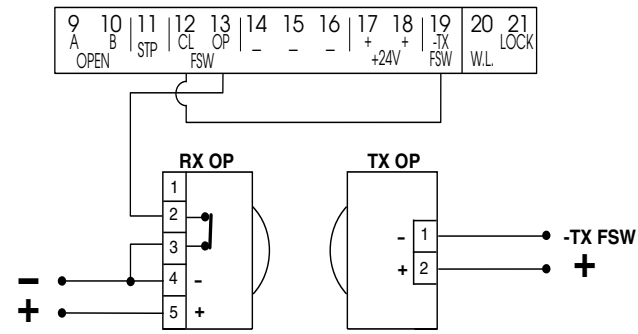 9 10 11 12 13 14 15 16 17 18 19 20 21
A B STP CL OP _ _ _ + + -TX LOCK
OPEN FSW +24V FSW W.L.
RX OP TX OP
1
2
3
4 -
5 +
- 1
+ 2
-TX FSW
+
-
+